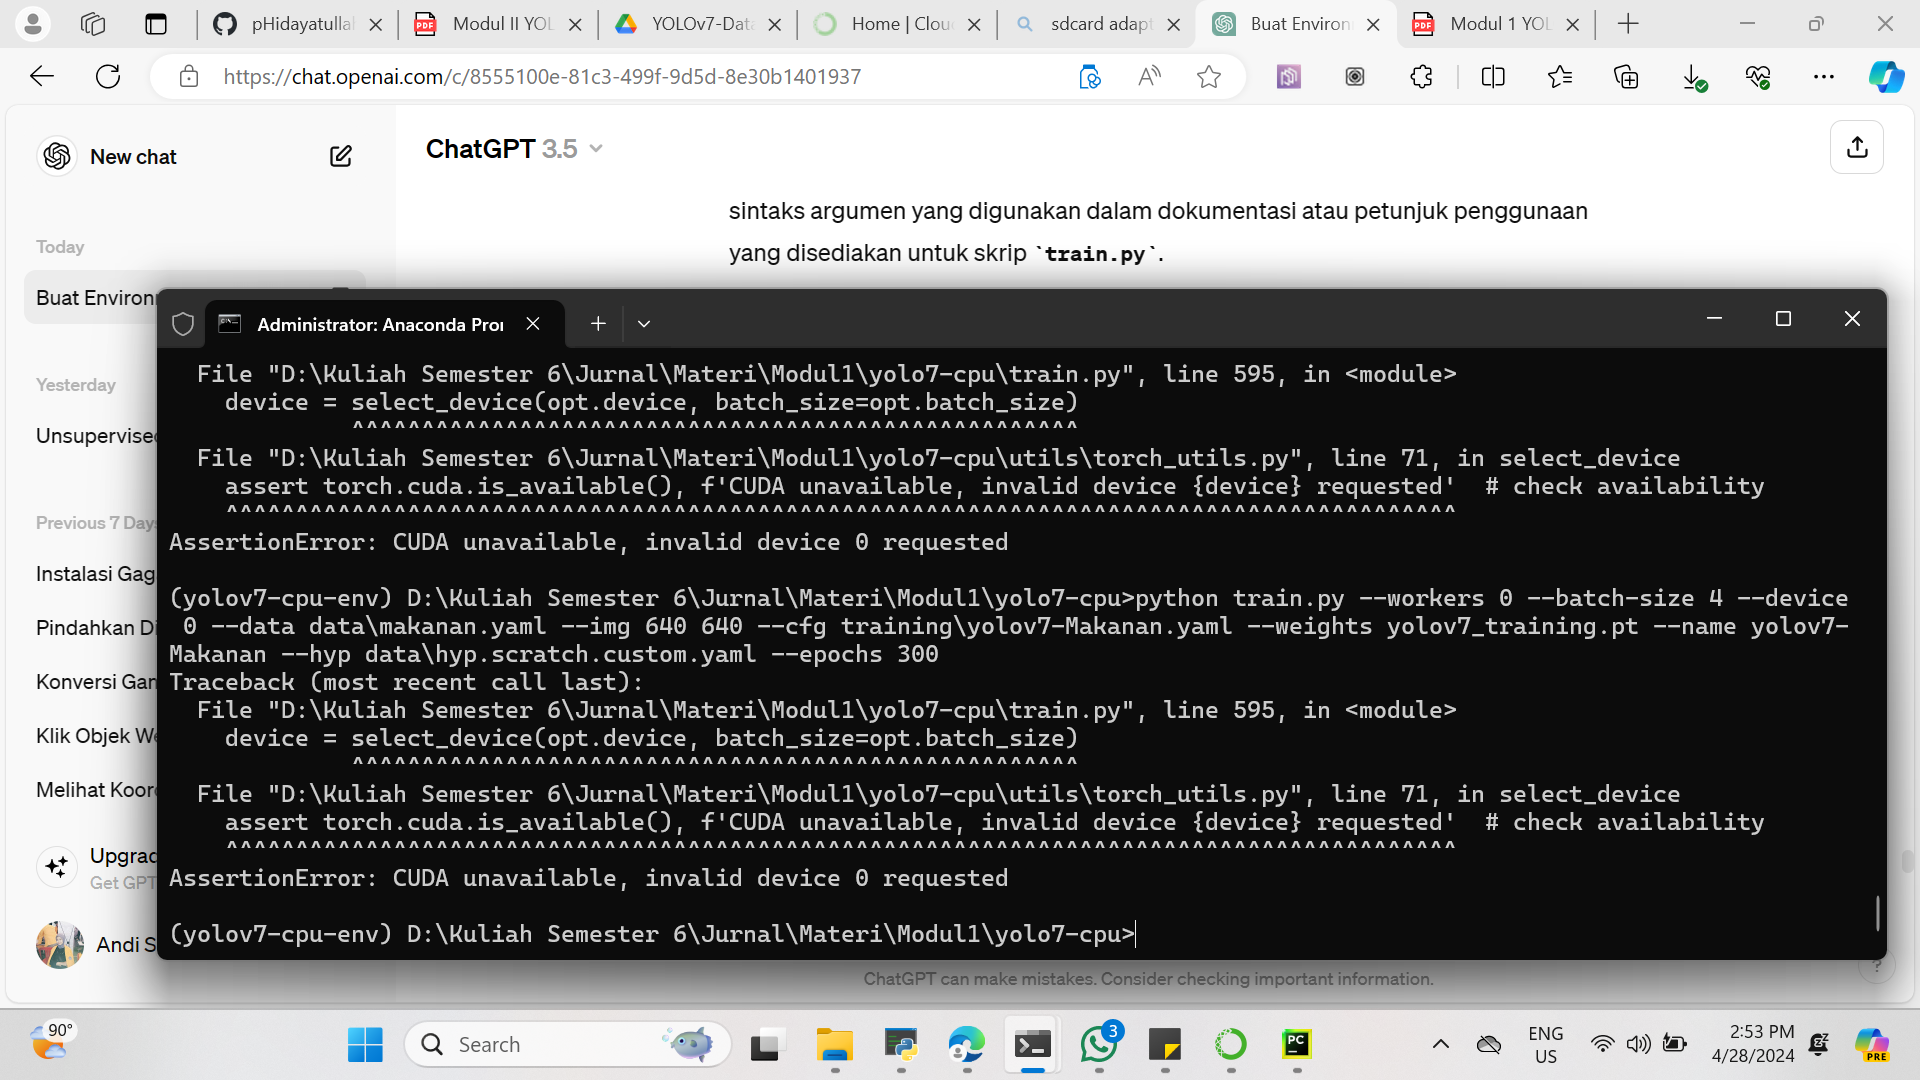 pHidayatulla
Modul II YOL
YOLOv7-Data
Home | Clou
sdcard adapt
Buat Environ
Modul 1 YOL
https://chat.openai.com/c/8555100e-81c3-499f-9d5d-8e30b1401937
New chat
ChatGPT 3.5
sintaks argumen yang digunakan dalam dokumentasi atau petunjuk penggunaan
yang disediakan untuk skrip `train.py`.
Today
Buat Environ
Yesterday
Unsupervised
Previous 7 Days
Instalasi Gag
Pindahkan Di
Konversi Gam
Klik Objek We
Melihat Koord
Upgrad
Get GPT
Andi S
Administrator: Anaconda Pro
File "D:\Kuliah Semester 6\Jurnal\Materi\Modul1\yolo7-cpu\train.py", line 595, in <module>
device = select_device(opt.device, batch_size=opt.batch_size)
^^^^^^^^^^^^^^^^^^^^^^^^^^^^^^^^^^^^^^^^^^^^^^^^^^^^
File "D:\Kuliah Semester 6\Jurnal\Materi\Modul1\yolo7-cpu\utils\torch_utils.py", line 71, in select_device
assert torch.cuda.is_available(), f'CUDA unavailable, invalid device {device} requested'  # check availability
^^^^^^^^^^^^^^^^^^^^^^^^^^^^^^^^^^^^^^^^^^^^^^^^^^^^^^^^^^^^^^^^^^^^^^^^^^^^^^^^^^^^^^^^
AssertionError: CUDA unavailable, invalid device 0 requested
(yolov7-cpu-env) D:\Kuliah Semester 6\Jurnal\Materi\Modul1\yolo7-cpu>python train.py --workers 0 --batch-size 4 --device
0 --data data\makanan.yaml --img 640 640 --cfg training\yolov7-Makanan.yaml --weights yolov7_training.pt --name yolov7-
Makanan --hyp data\hyp.scratch.custom.yaml --epochs 300
Traceback (most recent call last):
File "D:\Kuliah Semester 6\Jurnal\Materi\Modul1\yolo7-cpu\train.py", line 595, in <module>
device = select_device(opt.device, batch_size=opt.batch_size)
^^^^^^^^^^^^^^^^^^^^^^^^^^^^^^^^^^^^^^^^^^^^^^^^^^^^
File "D:\Kuliah Semester 6\Jurnal\Materi\Modul1\yolo7-cpu\utils\torch_utils.py", line 71, in select_device
assert torch.cuda.is_available(), f'CUDA unavailable, invalid device {device} requested'  # check availability
^^^^^^^^^^^^^^^^^^^^^^^^^^^^^^^^^^^^^^^^^^^^^^^^^^^^^^^^^^^^^^^^^^^^^^^^^^^^^^^^^^^^^^^^
AssertionError: CUDA unavailable, invalid device 0 requested
(yolov7-cpu-env) D:\Kuliah Semester 6\Jurnal\Materi\Modul1\yolo7-cpu>
ChatGPT can make mistakes. Consider checking important information.
?
90°
Search
3
PC
ENG
US
2:53 PM
4/28/2024
PRE